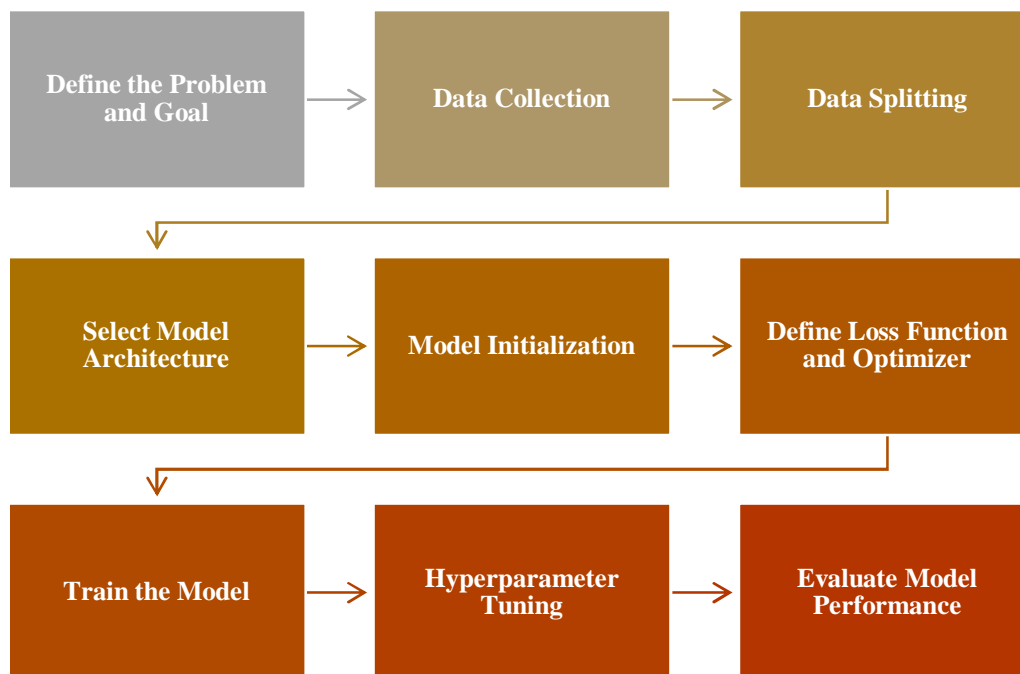 Define the Problem
and Goal
Data Collection
Data Splitting
Select Model
Architecture
Model Initialization
Define Loss Function
and Optimizer
Train the Model
Hyperparameter
Tuning
Evaluate Model
Performance